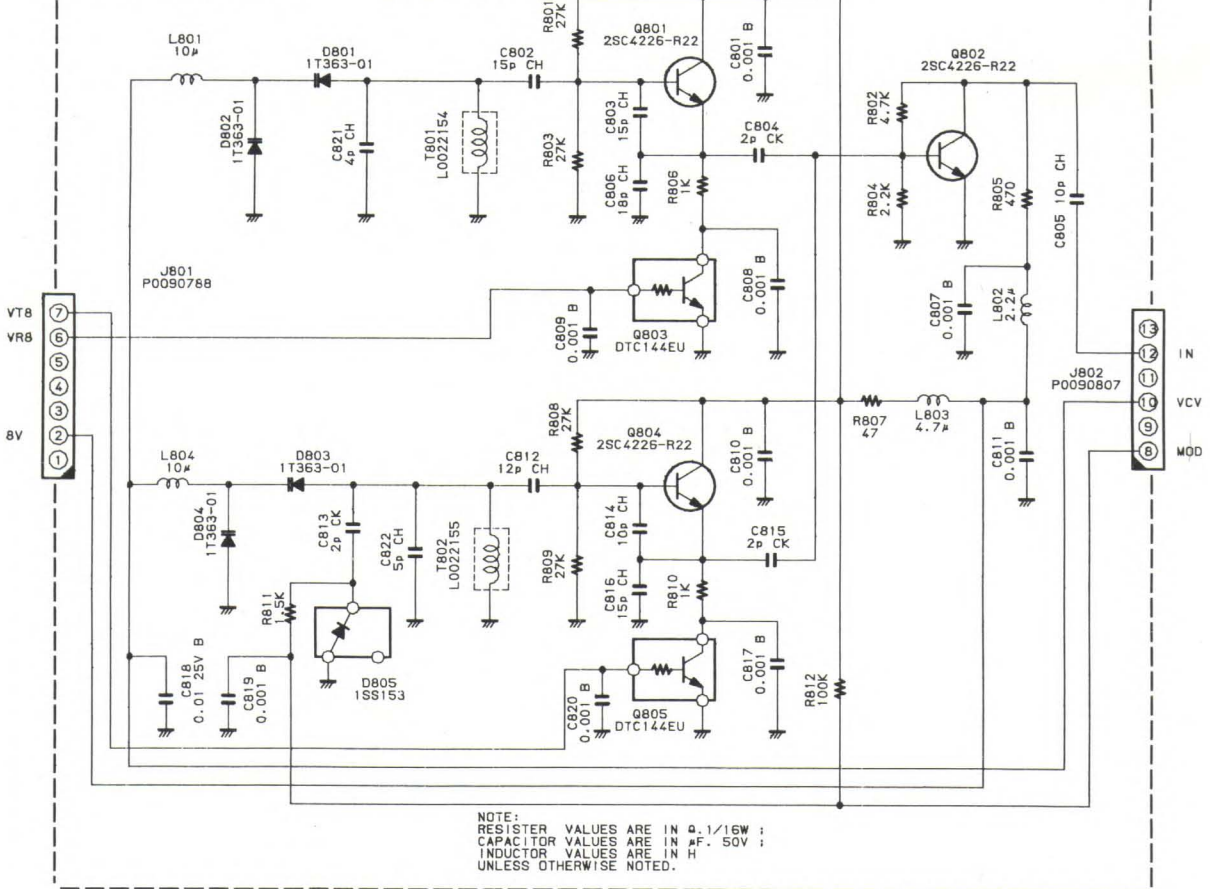 R801
27K
Q801
2SC4226-R22
C801
0.001 B
L801
10µ
D801
1T363-01
C802
15p CH
D802
1T363-01
C821
4p CH
T801
L0022154
R803
27K
C803
15p CH
C806
18p CH
R806
1K
C804
2p CK
Q802
2SC4226-R22
R802
4.7K
R804
2.2K
R805
470
C805 10p CH
J801
P0090788
C809
0.001 B
Q803
DTC144EU
C808
0.001 B
C807
0.001 B
L802
2.2µ
VT8
VR8
8V
7
6
5
4
3
2
1
J802
P0090807
13
12
11
10
9
8
IN
VCV
MOD
R808
27K
Q804
2SC4226-R22
C810
0.001 B
R807
47
L803
4.7µ
C811
0.001 B
L804
10µ
D803
1T363-01
C812
12p CH
D804
1T363-01
C813
2p CK
C822
5p CH
T802
L0022155
R809
27K
C814
10p CH
C816
15p CH
R810
1K
C815
2p CK
R811
1.5K
D805
1SS153
C818
0.01 25V B
C819
0.001 B
C820
0.001 B
Q805
DTC144EU
C817
0.001 B
R812
100K
NOTE:
RESISTER VALUES ARE IN Ω.1/16W ;
CAPACITOR VALUES ARE IN µF. 50V ;
INDUCTOR VALUES ARE IN H
UNLESS OTHERWISE NOTED.